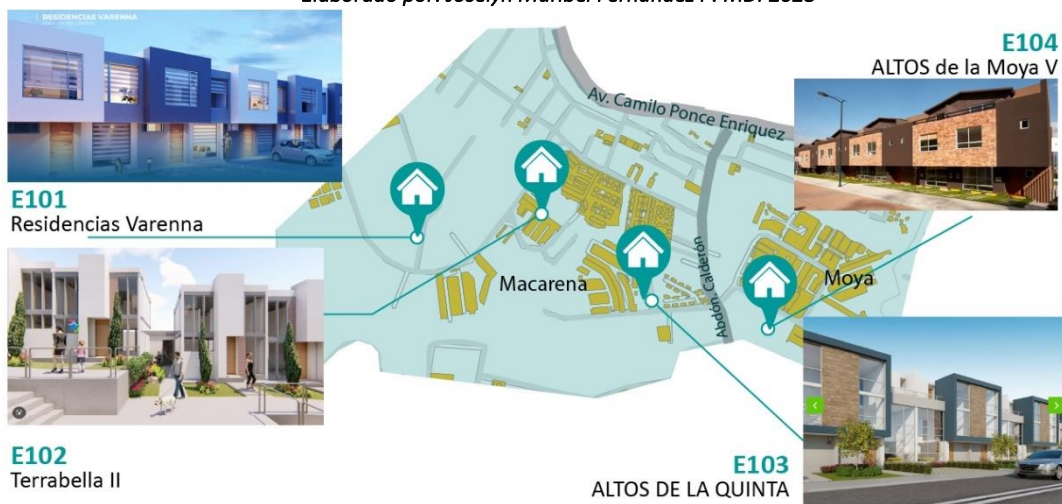 RESIDENCIAS VARENNA
E104
ALTOS de la Moya V
Av. Camilo Ponce Enriquez
E101
Residencias Varenna
Macarena
Abdón Calderón
Moya
E102
Terrabella II
E103
ALTOS DE LA QUINTA